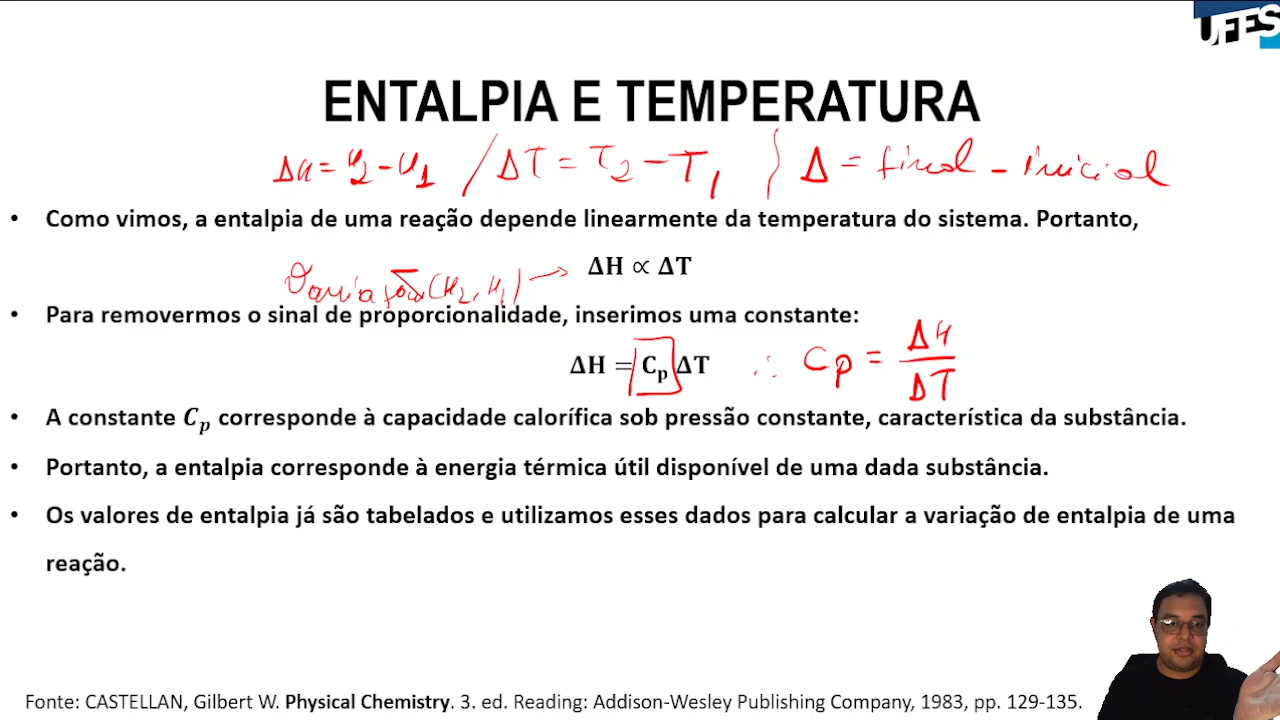 UFES
ENTALPIA E TEMPERATURA
ΔH = H2 - H1 / ΔT = T2 - T1 } Δ = final - inicial
• Como vimos, a entalpia de uma reação depende linearmente da temperatura do sistema. Portanto,
Variação (H2, H1) → ΔH ∝ ΔT
• Para removermos o sinal de proporcionalidade, inserimos uma constante:
ΔH = CpΔT ∴ Cp = ΔH/ΔT
• A constante Cp corresponde à capacidade calorífica sob pressão constante, característica da substância.
• Portanto, a entalpia corresponde à energia térmica útil disponível de uma dada substância.
• Os valores de entalpia já são tabelados e utilizamos esses dados para calcular a variação de entalpia de uma
reação.
Fonte: CASTELLAN, Gilbert W. Physical Chemistry. 3. ed. Reading: Addison-Wesley Publishing Company, 1983, pp. 129-135.